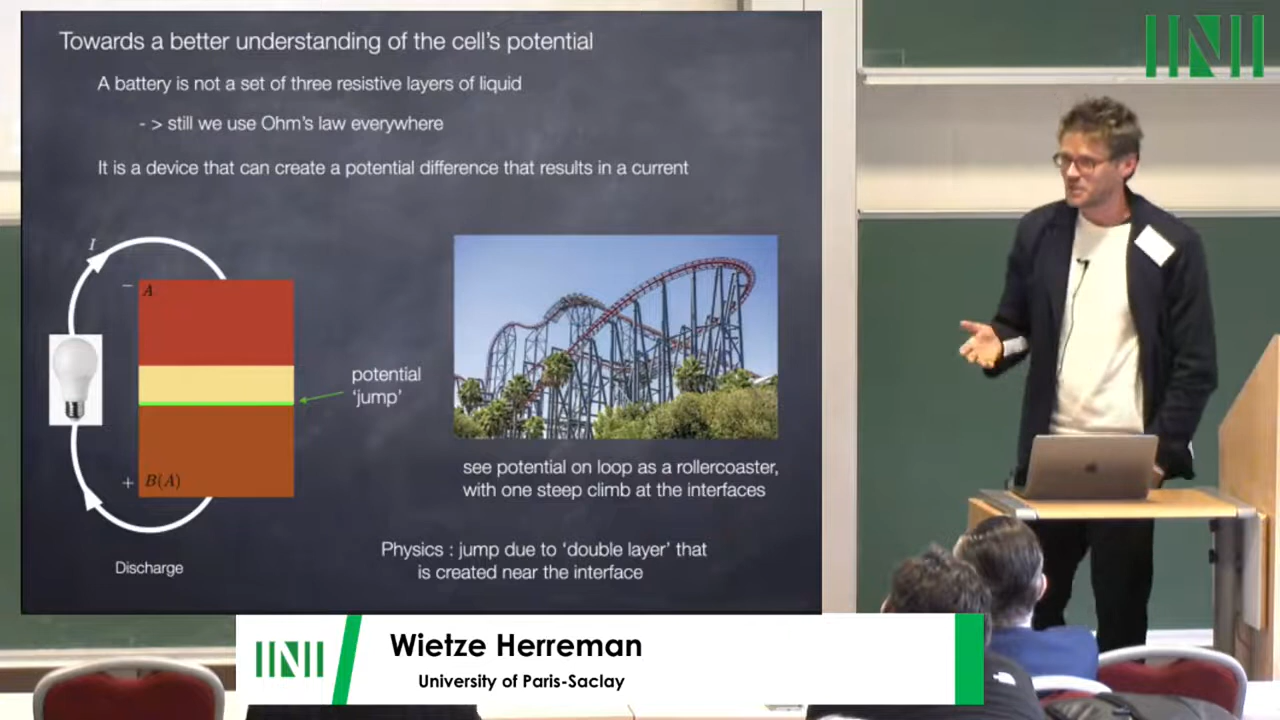 Towards a better understanding of the cell's potential
A battery is not a set of three resistive layers of liquid
- > still we use Ohm's law everywhere
It is a device that can create a potential difference that results in a current
I
−
A
potential
'jump'
+
B(A)
Discharge
see potential on loop as a rollercoaster,
with one steep climb at the interfaces
Physics : jump due to 'double layer' that
is created near the interface
Wietze Herreman
University of Paris-Saclay